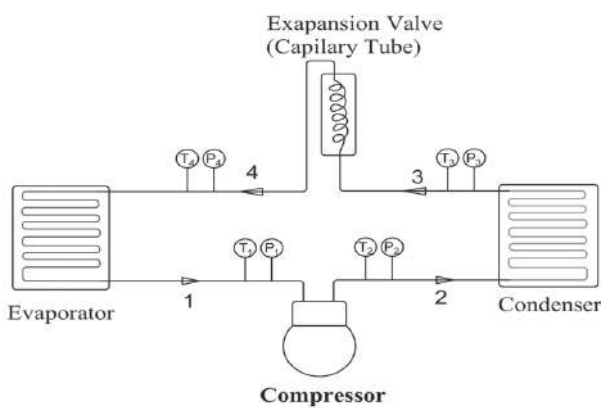 Exapansion Valve
(Capilary Tube)
T4 P4
4
3
T3 P3
T1 P1
T2 P2
1
2
Evaporator
Condenser
Compressor